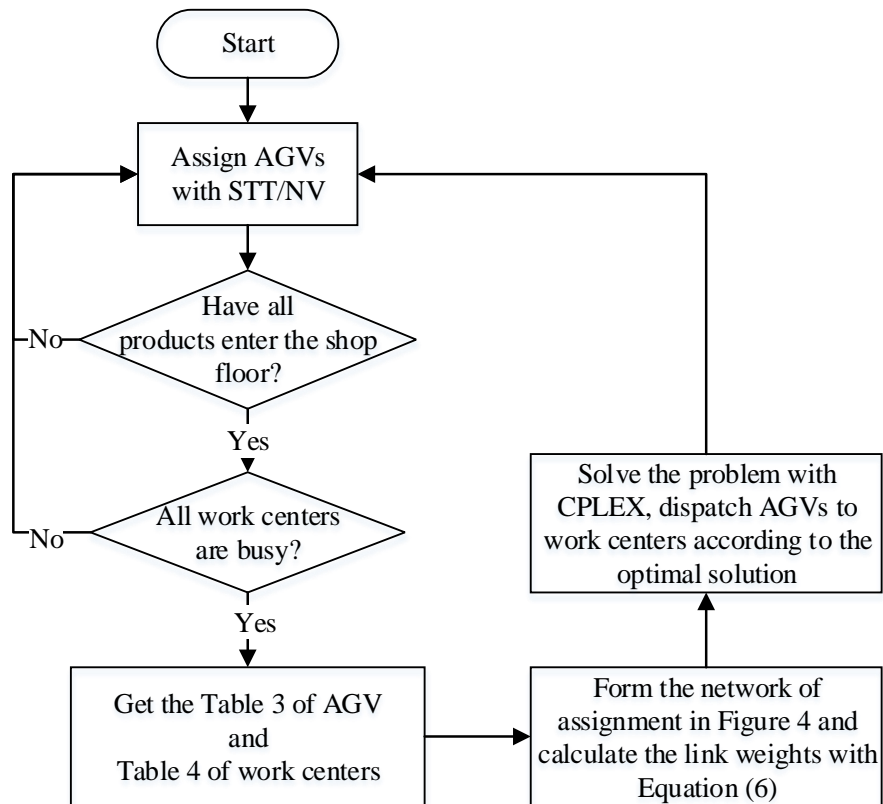 Start
Assign AGVs
with STT/NV
Have all
products enter the shop
floor?
No
Yes
All work centers
are busy?
No
Yes
Get the Table 3 of AGV
and
Table 4 of work centers
Form the network of
assignment in Figure 4 and
calculate the link weights with
Equation (6)
Solve the problem with
CPLEX, dispatch AGVs to
work centers according to the
optimal solution